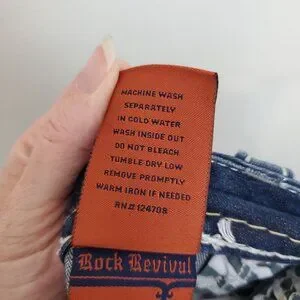 MACHINE WASH
SEPARATELY
IN COLD WATER
WASH INSIDE OUT
DO NOT BLEACH
TUMBLE DRY LOW
REMOVE PROMPTLY
WARM IRON IF NEEDED
RN# 124708
Rock Revival